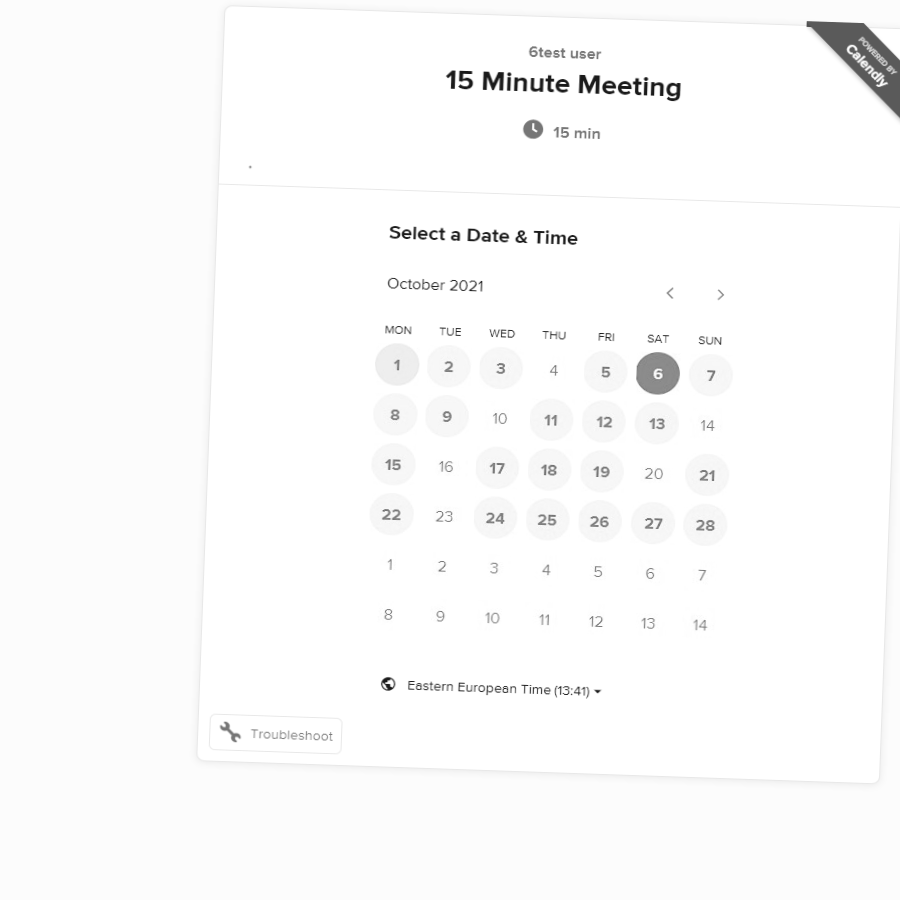 6test user
15 Minute Meeting
15 min
POWERED BY
Calendly
Select a Date & Time
October 2021
MON TUE WED THU FRI SAT SUN
1 2 3 4 5 6 7
8 9 10 11 12 13 14
15 16 17 18 19 20 21
22 23 24 25 26 27 28
1 2 3 4 5 6 7
8 9 10 11 12 13 14
Eastern European Time (13:41)
Troubleshoot